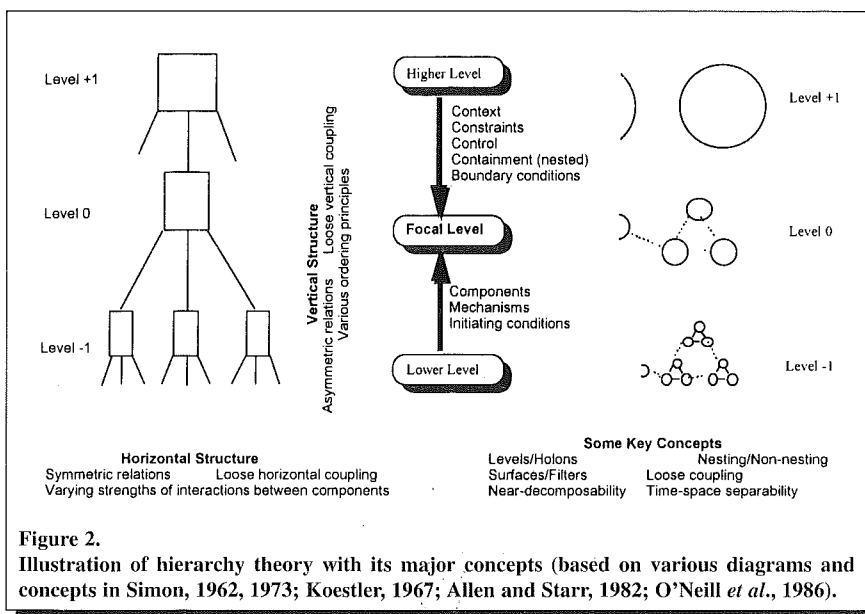 Level +1
Level 0
Level -1
Vertical Structure
Asymmetric relations Loose vertical coupling
Various ordering principles
Higher Level
Context
Constraints
Control
Containment (nested)
Boundary conditions
Focal Level
Components
Mechanisms
Initiating conditions
Lower Level
Level +1
Level 0
Level -1
Horizontal Structure
Symmetric relations Loose horizontal coupling
Varying strengths of interactions between components
Some Key Concepts
Levels/Holons Nesting/Non-nesting
Surfaces/Filters Loose coupling
Near-decomposability Time-space separability
Figure 2.
Illustration of hierarchy theory with its major concepts (based on various diagrams and
concepts in Simon, 1962, 1973; Koestler, 1967; Allen and Starr, 1982; O'Neill et al., 1986).